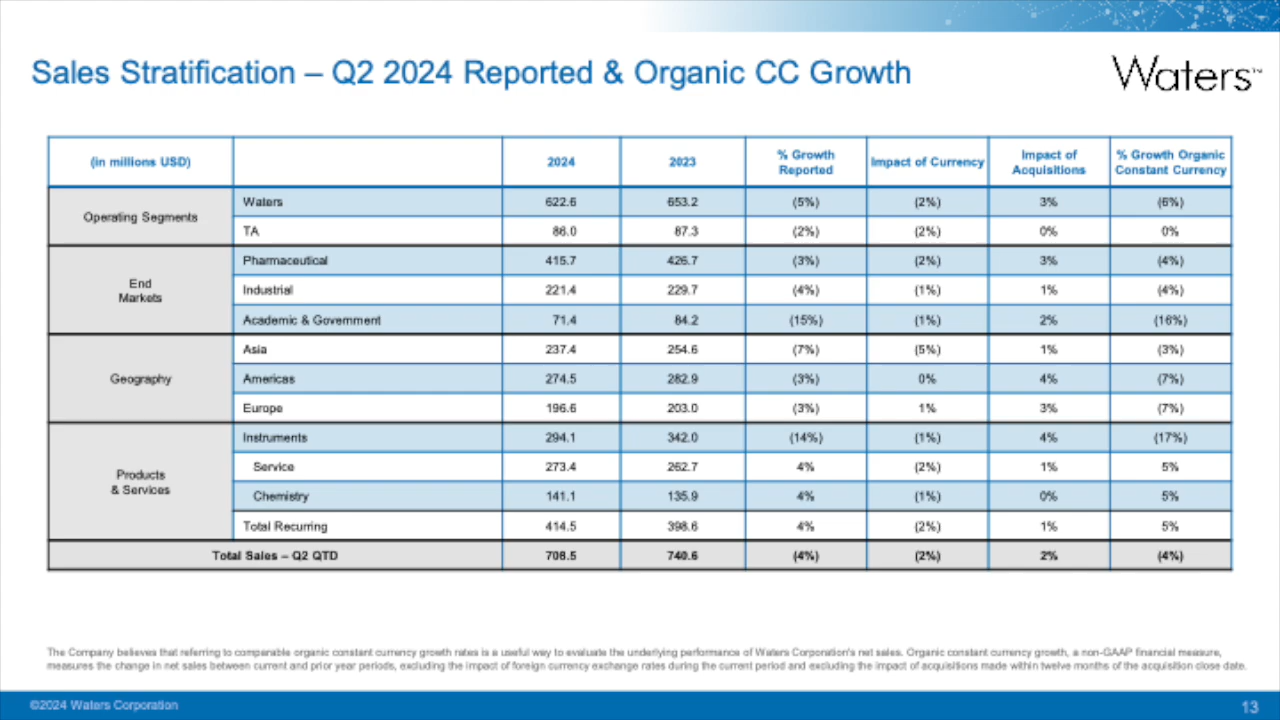 Sales Stratification – Q2 2024 Reported & Organic CC Growth
Waters™
(in millions USD) 2024 2023 % Growth Reported Impact of Currency Impact of Acquisitions % Growth Organic Constant Currency
Operating Segments
Waters 622.6 653.2 (5%) (2%) 3% (6%)
TA 86.0 87.3 (2%) (2%) 0% 0%
End
Markets
Pharmaceutical 415.7 426.7 (3%) (2%) 3% (4%)
Industrial 221.4 229.7 (4%) (1%) 1% (4%)
Academic & Government 71.4 84.2 (15%) (1%) 2% (16%)
Geography
Asia 237.4 254.6 (7%) (5%) 1% (3%)
Americas 274.5 282.9 (3%) 0% 4% (7%)
Europe 196.6 203.0 (3%) 1% 3% (7%)
Products
& Services
Instruments 294.1 342.0 (14%) (1%) 4% (17%)
Service 273.4 262.7 4% (2%) 1% 5%
Chemistry 141.1 135.9 4% (1%) 0% 5%
Total Recurring 414.5 398.6 4% (2%) 1% 5%
Total Sales – Q2 QTD 708.5 740.6 (4%) (2%) 2% (4%)
The Company believes that referring to comparable organic constant currency growth rates is a useful way to evaluate the underlying performance of Waters Corporation's net sales. Organic constant currency growth, a non-GAAP financial measure,
measures the change in net sales between current and prior year periods, excluding the impact of foreign currency exchange rates during the current period and excluding the impact of acquisitions made within twelve months of the acquisition close date.
©2024 Waters Corporation
13